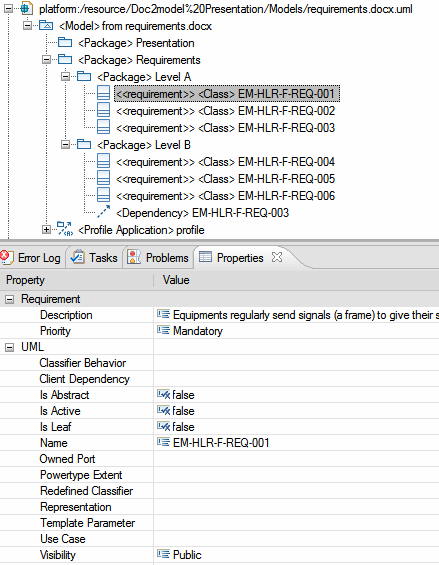 platform:/resource/Doc2model%20Presentation/Models/requirements.docx.uml
<Model> from requirements.docx
<Package> Presentation
<Package> Requirements
<Package> Level A
<<requirement>> <Class> EM-HLR-F-REQ-001
<<requirement>> <Class> EM-HLR-F-REQ-002
<<requirement>> <Class> EM-HLR-F-REQ-003
<Package> Level B
<<requirement>> <Class> EM-HLR-F-REQ-004
<<requirement>> <Class> EM-HLR-F-REQ-005
<<requirement>> <Class> EM-HLR-F-REQ-006
<Dependency> EM-HLR-F-REQ-003
<Profile Application> profile
Error Log Tasks Problems Properties
Property Value
Requirement
Description Equipments regularly send signals (a frame) to give their s
Priority Mandatory
UML
Classifier Behavior
Client Dependency
Is Abstract false
Is Active false
Is Leaf false
Name EM-HLR-F-REQ-001
Owned Port
Powertype Extent
Redefined Classifier
Representation
Template Parameter
Use Case
Visibility Public